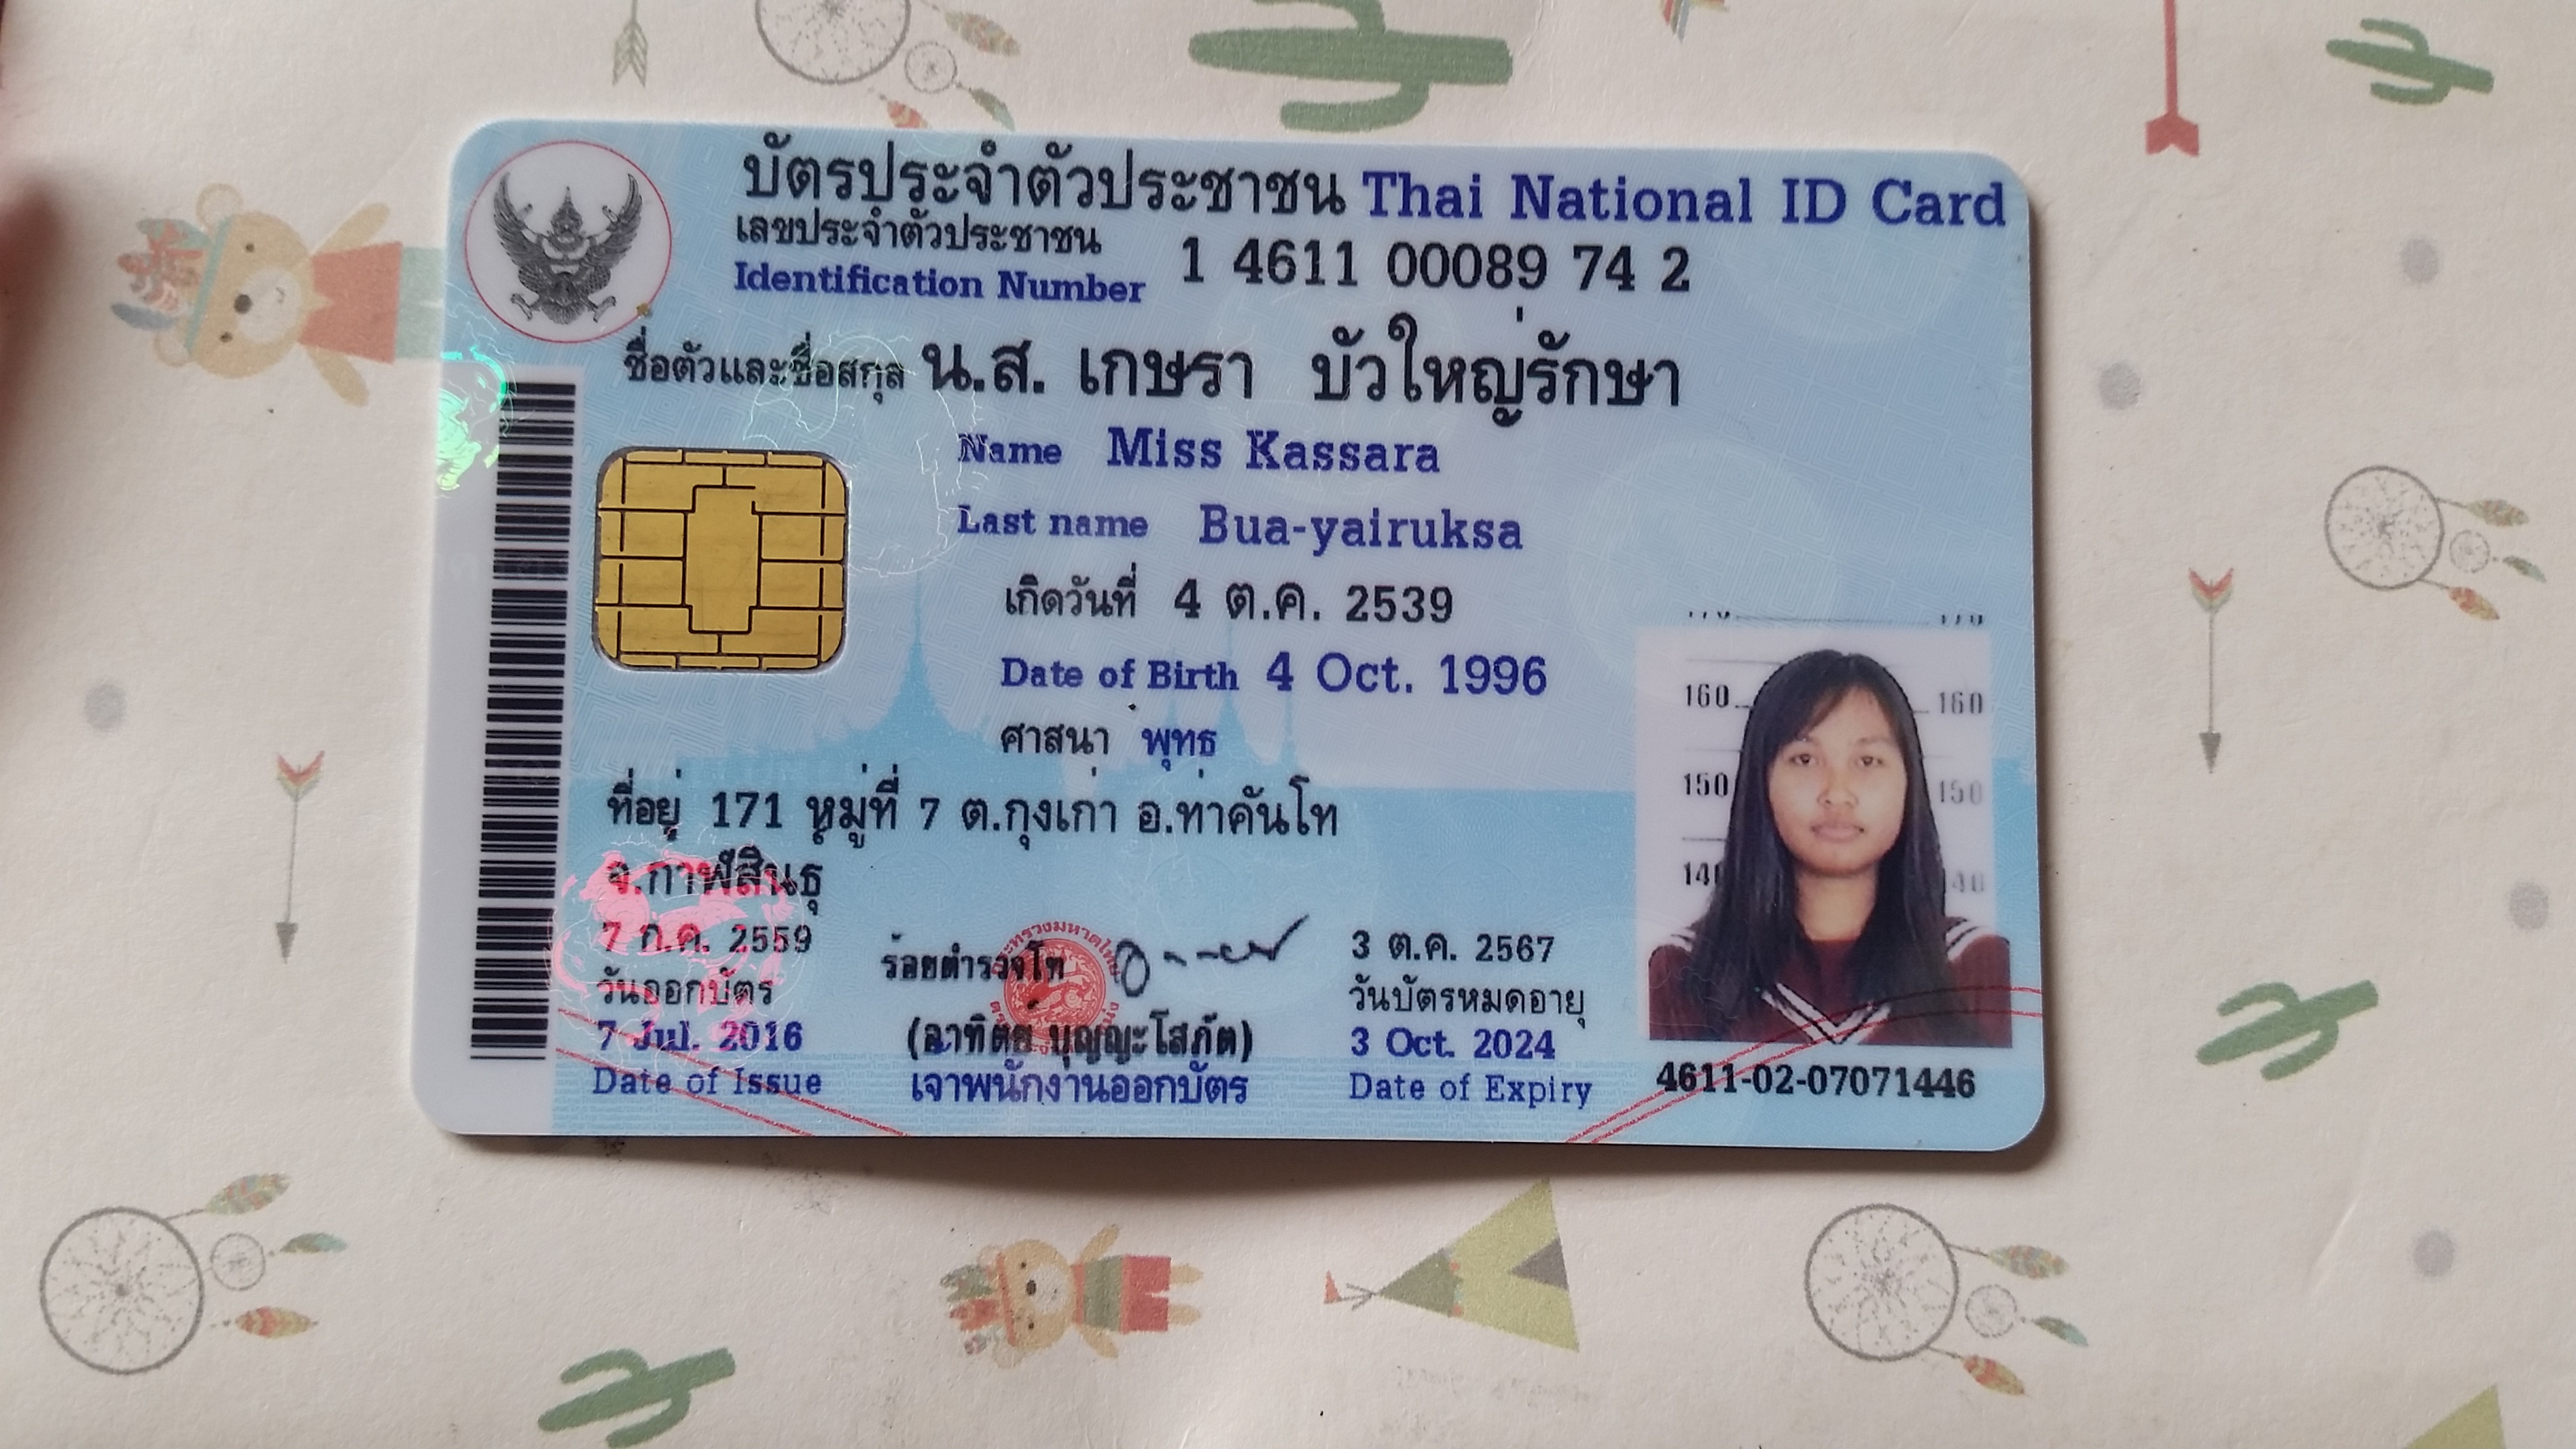 บัตรประจำตัวประชาชน Thai National ID Card
เลขประจำตัวประชาชน
Identification Number 1 4611 00089 74 2
ชื่อตัวและชื่อสกุล น.ส. เกษรา บัวใหญ่รักษา
Name Miss Kassara
Last name Bua-yairuksa
เกิดวันที่ 4 ต.ค. 2539
Date of Birth 4 Oct. 1996
ศาสนา พุทธ
ที่อยู่ 171 หมู่ที่ 7 ต.กุงเก่า อ.ท่าคันโท
จ.กาฬสินธุ์
7 ก.ค. 2559
วันออกบัตร
7 Jul. 2016
Date of Issue
ร้อยตำรวจโท
(อาทิตย์ บุญญะโสภัต)
เจ้าพนักงานออกบัตร
3 ต.ค. 2567
วันบัตรหมดอายุ
3 Oct. 2024
Date of Expiry
160 160
150 150
140 140
4611-02-07071446